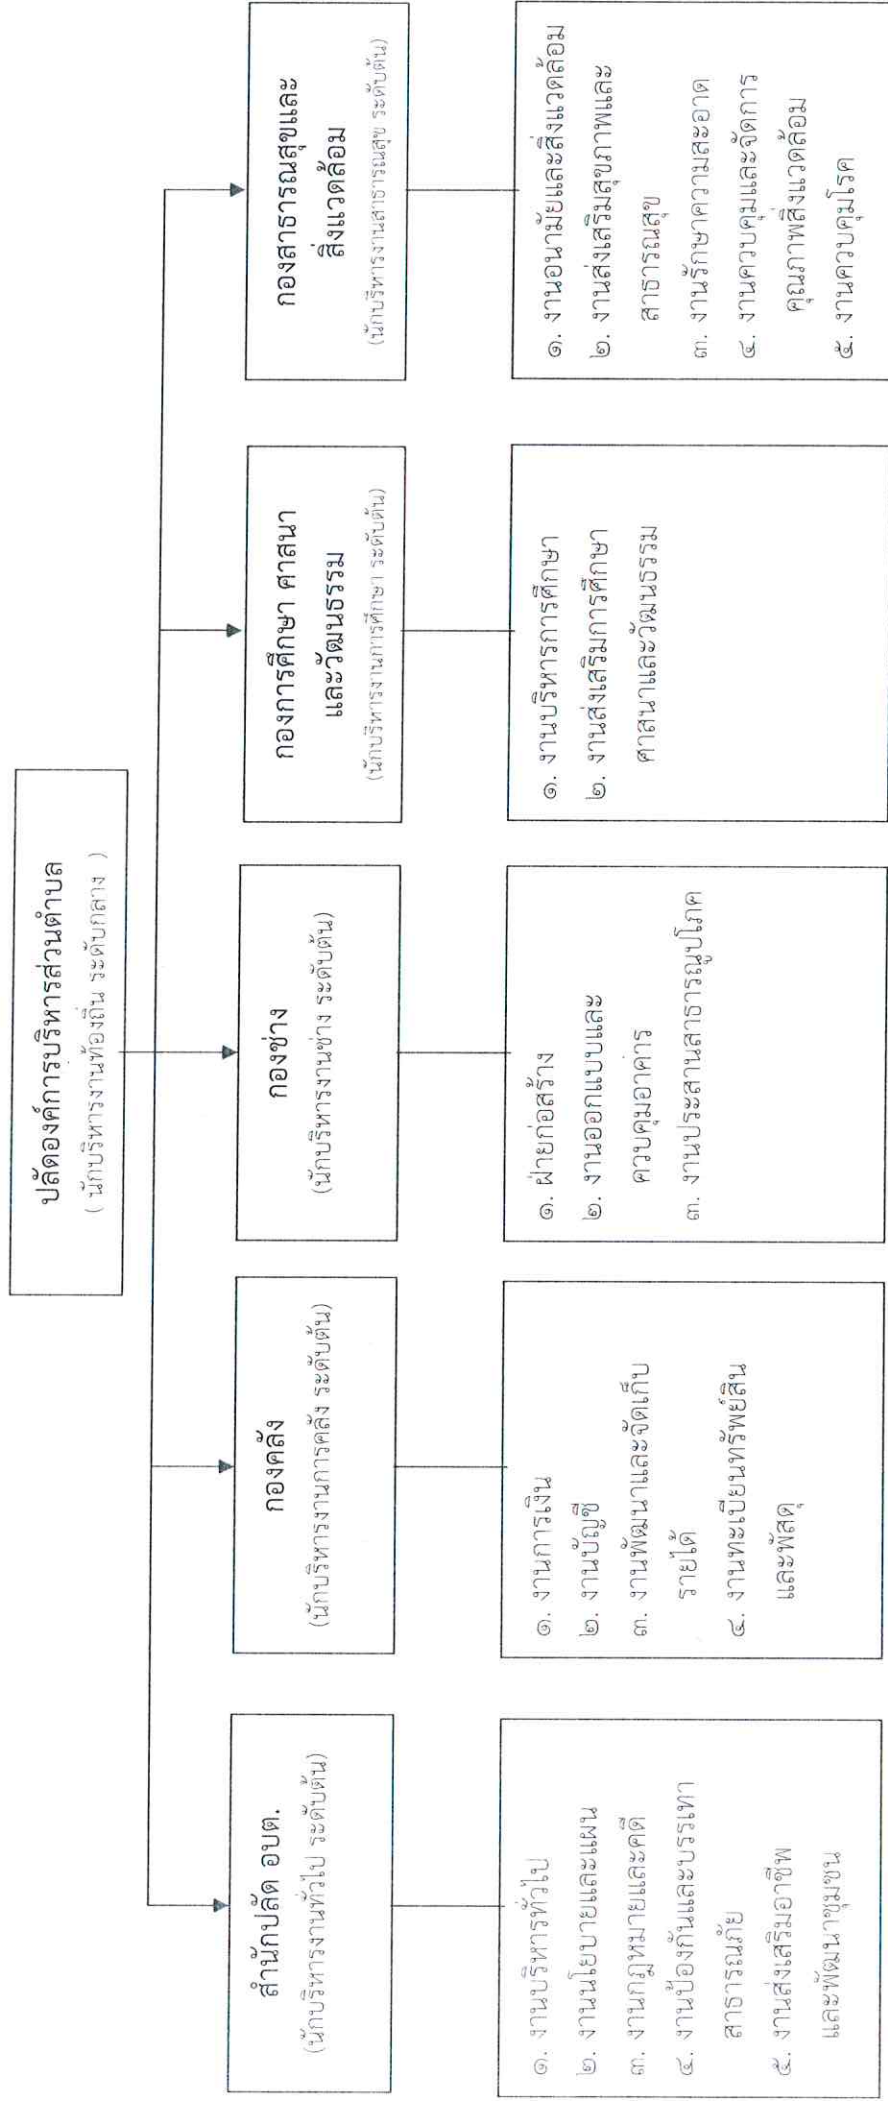 ปลัดองค์การบริหารส่วนตำบล
( นักบริหารงานท้องถิ่น ระดับกลาง )
สำนักปลัด อบต.
(นักบริหารงานทั่วไป ระดับต้น)
๑. งานบริหารทั่วไป
๒. งานนโยบายและแผน
๓. งานกฎหมายและคดี
๔. งานป้องกันและบรรเทา
สาธารณภัย
๕. งานส่งเสริมอาชีพ
และพัฒนาชุมชน
กองคลัง
(นักบริหารงานการคลัง ระดับต้น)
๑. งานการเงิน
๒. งานบัญชี
๓. งานพัฒนาและจัดเก็บ
รายได้
๔. งานทะเบียนทรัพย์สิน
และพัสดุ
กองช่าง
(นักบริหารงานช่าง ระดับต้น)
๑. ฝ่ายก่อสร้าง
๒. งานออกแบบและ
ควบคุมอาคาร
๓. งานประสานสาธารณูปโภค
กองการศึกษา ศาสนา
และวัฒนธรรม
(นักบริหารงานการศึกษา ระดับต้น)
๑. งานบริหารการศึกษา
๒. งานส่งเสริมการศึกษา
ศาสนาและวัฒนธรรม
กองสาธารณสุขและ
สิ่งแวดล้อม
(นักบริหารงานสาธารณสุข ระดับต้น)
๑. งานอนามัยและสิ่งแวดล้อม
๒. งานส่งเสริมสุขภาพและ
สาธารณสุข
๓. งานรักษาความสะอาด
๔. งานควบคุมและจัดการ
คุณภาพสิ่งแวดล้อม
๕. งานควบคุมโรค